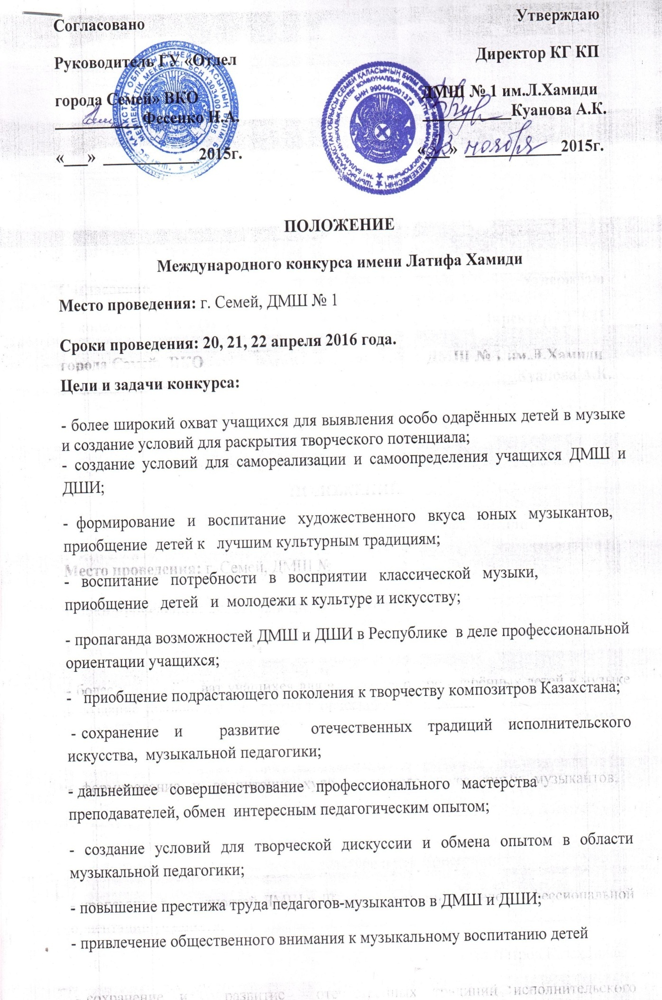 Согласовано
Руководитель ГУ «Отдел
города Семей» ВКО
____________Фесенко Н.А.
«___» ____________2015г.
Утверждаю
Директор КГ КП
ДМШ № 1 им.Л.Хамиди
____________Куанова А.К.
«23» ноября 2015г.
БИН 990440001373
ПОЛОЖЕНИЕ
Международного конкурса имени Латифа Хамиди
Место проведения: г. Семей, ДМШ № 1
Сроки проведения: 20, 21, 22 апреля 2016 года.
Цели и задачи конкурса:
- более широкий охват учащихся для выявления особо одарённых детей в музыке
и создание условий для раскрытия творческого потенциала;
- создание условий для самореализации и самоопределения учащихся ДМШ и
ДШИ;
- формирование и воспитание художественного вкуса юных музыкантов,
приобщение детей к лучшим культурным традициям;
- воспитание потребности в восприятии классической музыки,
приобщение детей и молодежи к культуре и искусству;
- пропаганда возможностей ДМШ и ДШИ в Республике в деле профессиональной
ориентации учащихся;
- приобщение подрастающего поколения к творчеству композитров Казахстана;
- сохранение и развитие отечественных традиций исполнительского
искусства, музыкальной педагогики;
- дальнейшее совершенствование профессионального мастерства
преподавателей, обмен интересным педагогическим опытом;
- создание условий для творческой дискуссии и обмена опытом в области
музыкальной педагогики;
- повышение престижа труда педагогов-музыкантов в ДМШ и ДШИ;
- привлечение общественного внимания к музыкальному воспитанию детей